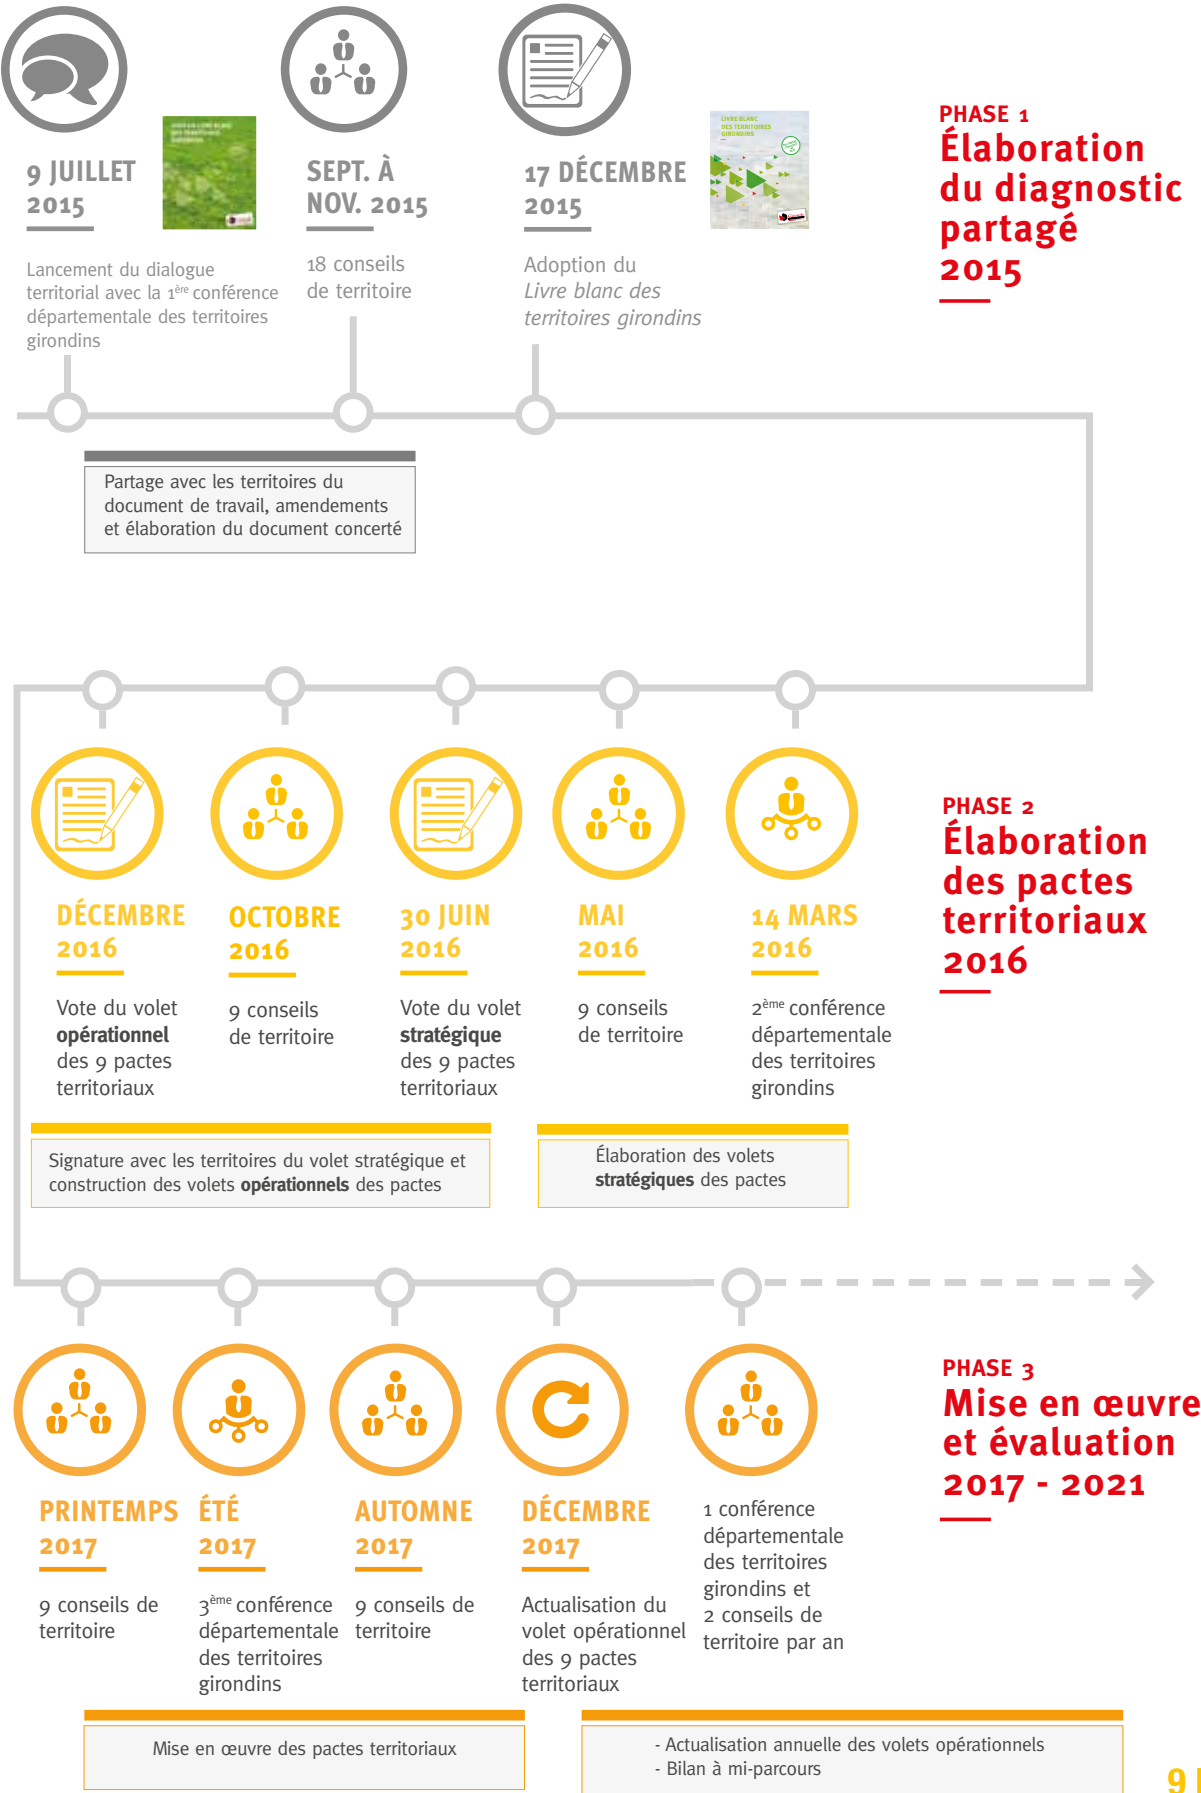 9 JUILLET
2015
Lancement du dialogue
territorial avec la 1ère conférence
départementale des territoires
girondins
SEPT. À
NOV. 2015
18 conseils
de territoire
17 DÉCEMBRE
2015
Adoption du
Livre blanc des
territoires girondins
LIVRE BLANC
DES TERRITOIRES
GIRONDINS
PHASE 1
Élaboration
du diagnostic
partagé
2015
Partage avec les territoires du
document de travail, amendements
et élaboration du document concerté
DÉCEMBRE
2016
Vote du volet
opérationnel
des 9 pactes
territoriaux
OCTOBRE
2016
9 conseils
de territoire
30 JUIN
2016
Vote du volet
stratégique
des 9 pactes
territoriaux
MAI
2016
9 conseils
de territoire
14 MARS
2016
2ème conférence
départementale
des territoires
girondins
PHASE 2
Élaboration
des pactes
territoriaux
2016
Signature avec les territoires du volet stratégique et
construction des volets opérationnels des pactes
Élaboration des volets
stratégiques des pactes
PRINTEMPS
2017
9 conseils de
territoire
ÉTÉ
2017
3ème conférence
départementale
des territoires
girondins
AUTOMNE
2017
9 conseils de
territoire
DÉCEMBRE
2017
Actualisation du
volet opérationnel
des 9 pactes
territoriaux
1 conférence
départementale
des territoires
girondins et
2 conseils de
territoire par an
PHASE 3
Mise en œuvre
et évaluation
2017 - 2021
Mise en œuvre des pactes territoriaux
- Actualisation annuelle des volets opérationnels
- Bilan à mi-parcours
9 |